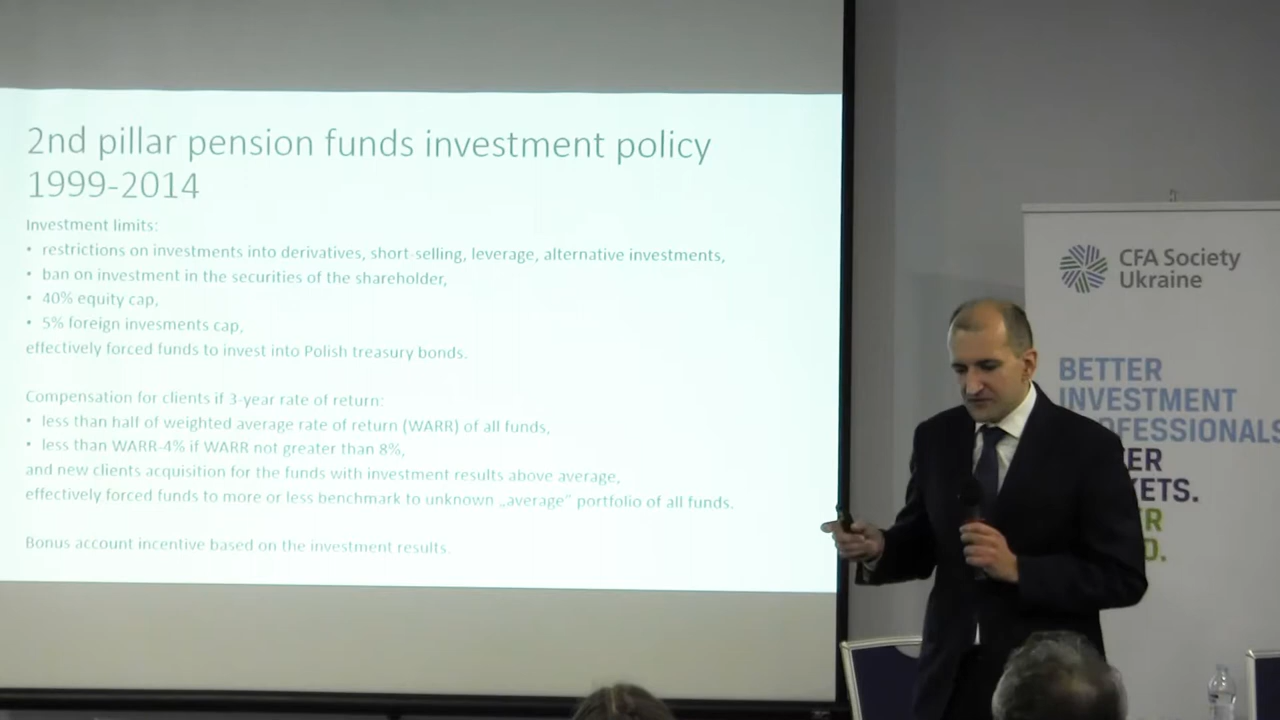 2nd pillar pension funds investment policy
1999-2014
Investment limits:
• restrictions on investments into derivatives, short-selling, leverage, alternative investments,
• ban on investment in the securities of the shareholder,
• 40% equity cap,
• 5% foreign invesments cap,
effectively forced funds to invest into Polish treasury bonds.
Compensation for clients if 3-year rate of return:
• less than half of weighted average rate of return (WARR) of all funds,
• less than WARR-4% if WARR not greater than 8%,
and new clients acquisition for the funds with investment results above average,
effectively forced funds to more or less benchmark to unknown „average" portfolio of all funds.
Bonus account incentive based on the investment results.
CFA Society
Ukraine
BETTER
INVESTMENT
OFESSIONALS
ER
KETS.
R
D.